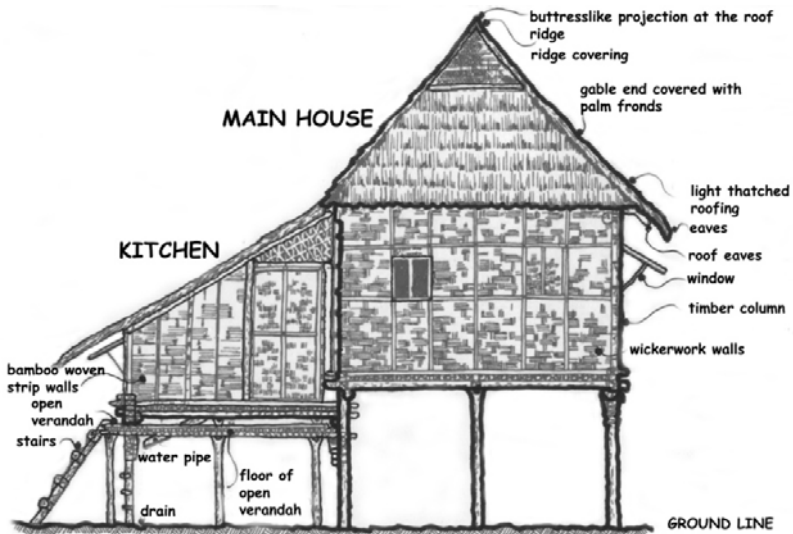 buttresslike projection at the roof
ridge
ridge covering
gable end covered with
palm fronds
MAIN HOUSE
light thatched
roofing
eaves
KITCHEN
roof eaves
window
timber column
wickerwork walls
bamboo woven
strip walls
open
verandah
stairs
water pipe
floor of
open
verandah
drain
GROUND LINE